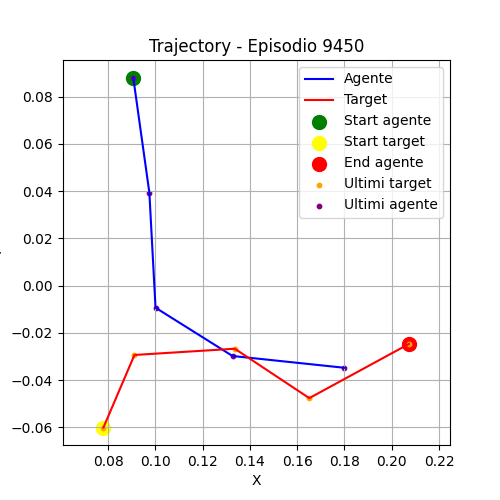 Trajectory - Episodio 9450
Agente
Target
Start agente
Start target
End agente
Ultimi target
Ultimi agente
0.08
0.06
0.04
0.02
0.00
−0.02
−0.04
−0.06
0.08 0.10 0.12 0.14 0.16 0.18 0.20 0.22
X